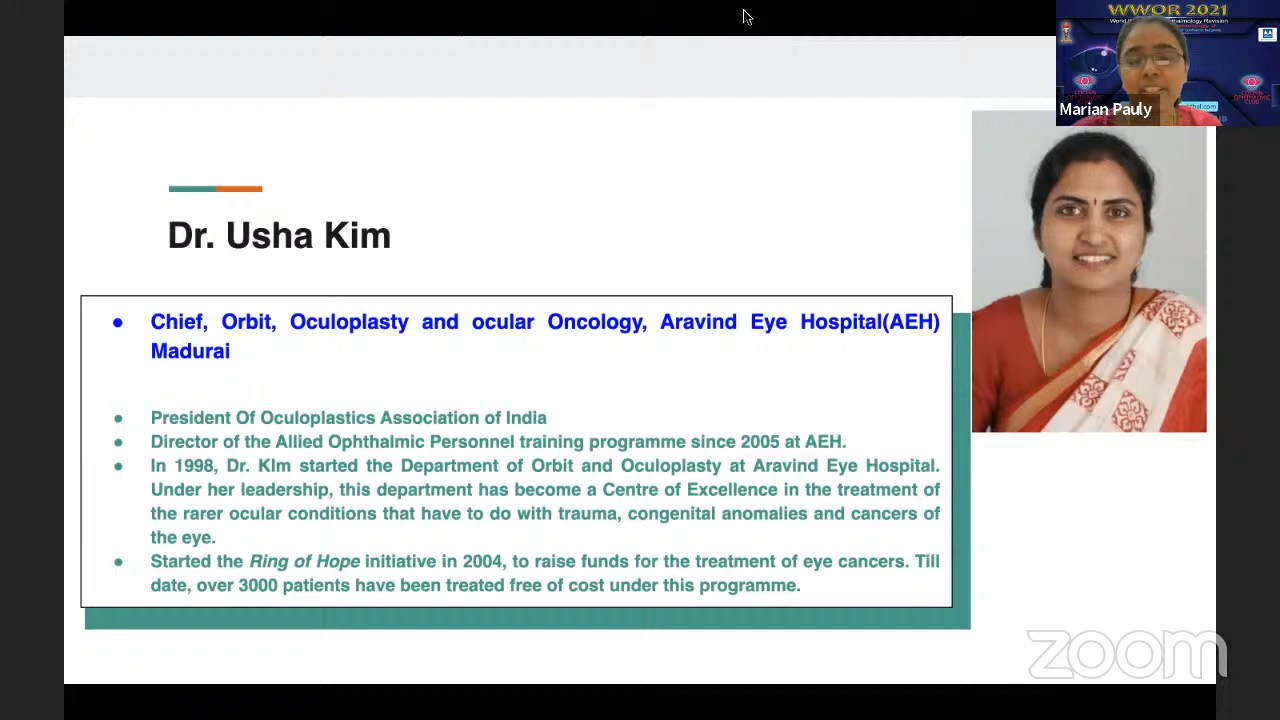 WWOR 2021
Marian Pauly
Dr. Usha Kim
● Chief, Orbit, Oculoplasty and ocular Oncology, Aravind Eye Hospital(AEH)
Madurai
● President Of Oculoplastics Association of India
● Director of the Allied Ophthalmic Personnel training programme since 2005 at AEH.
● In 1998, Dr. KIm started the Department of Orbit and Oculoplasty at Aravind Eye Hospital.
Under her leadership, this department has become a Centre of Excellence in the treatment of
the rarer ocular conditions that have to do with trauma, congenital anomalies and cancers of
the eye.
● Started the Ring of Hope initiative in 2004, to raise funds for the treatment of eye cancers. Till
date, over 3000 patients have been treated free of cost under this programme.
zoom